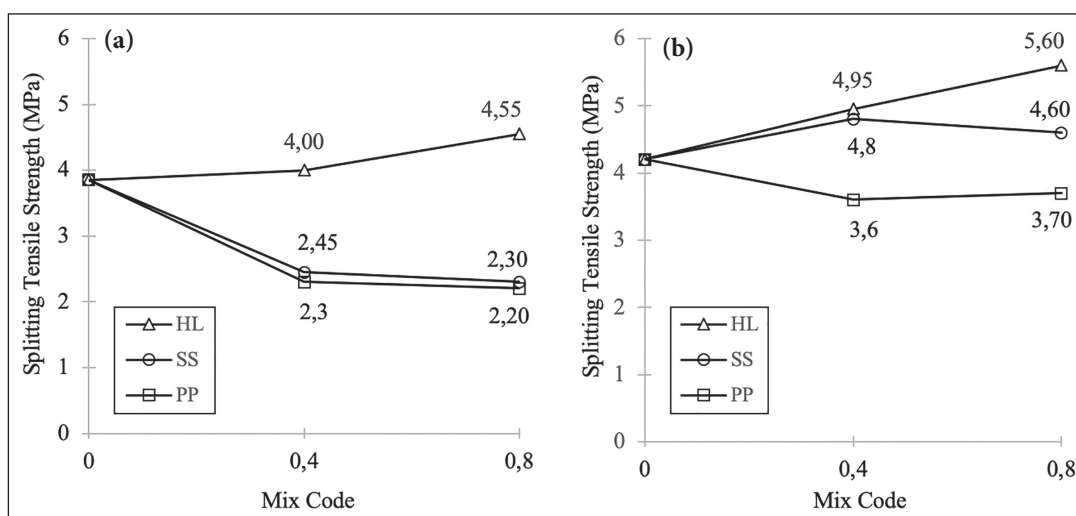 (a)
Splitting Tensile Strength (MPa)
6
5
4
3
2
1
0
4,00
4,55
2,45
2,30
2,3
2,20
HL
SS
PP
0
0,4
0,8
Mix Code
(b)
Splitting Tensile Strength (MPa)
6
5
4
3
2
1
0
4,95
5,60
4,8
4,60
3,6
3,70
HL
SS
PP
0
0,4
0,8
Mix Code